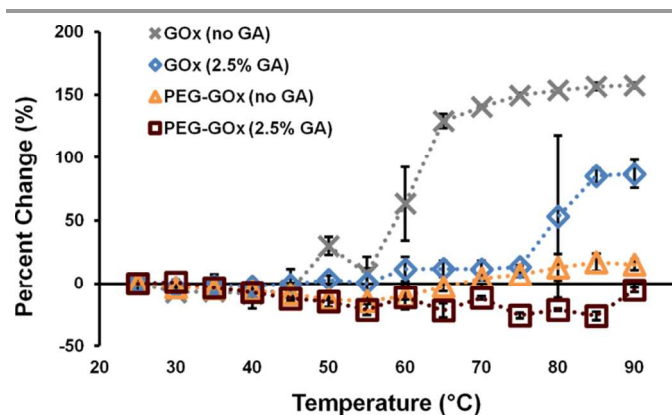 200
150
100
50
0
-50
Percent Change (%)
GOx (no GA)
GOx (2.5% GA)
PEG-GOx (no GA)
PEG-GOx (2.5% GA)
20 30 40 50 60 70 80 90
Temperature (°C)